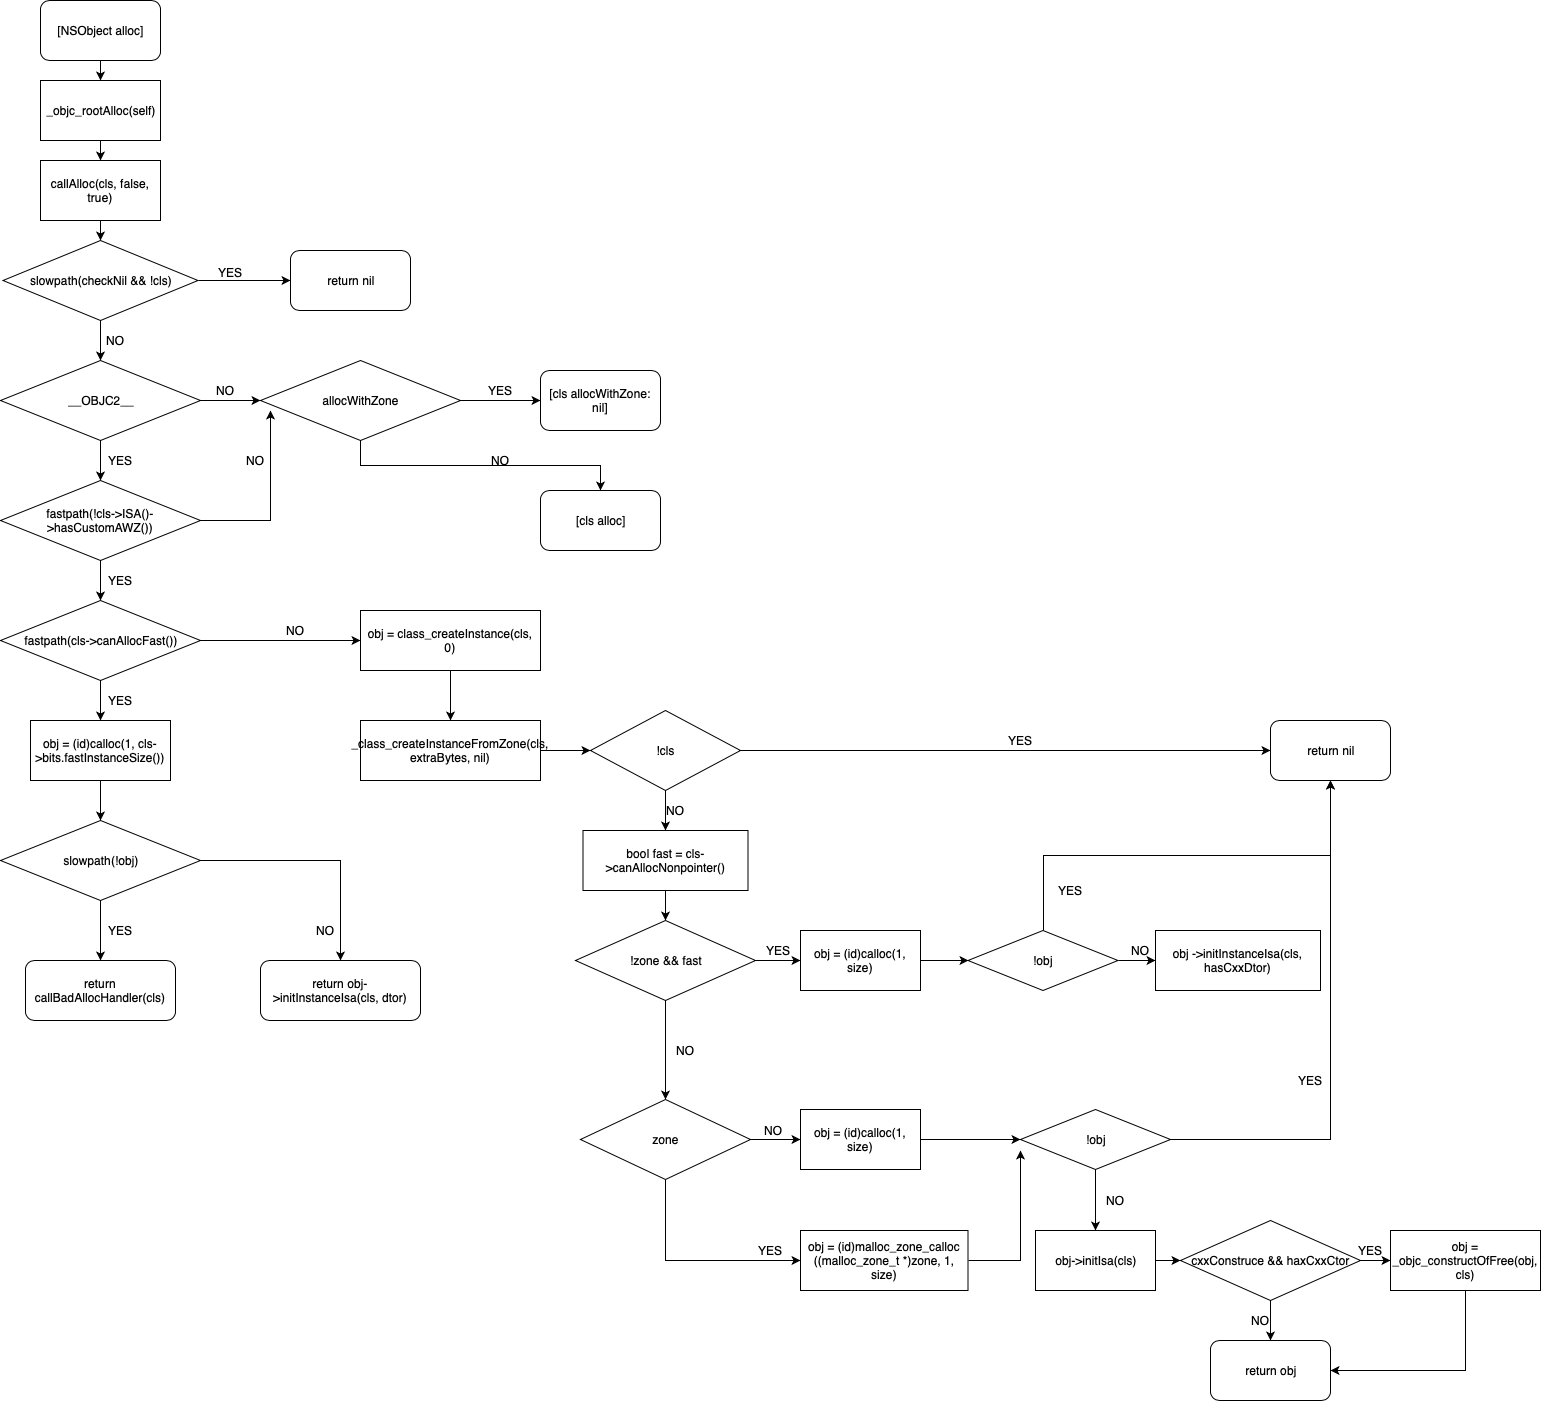 [NSObject alloc]
_objc_rootAlloc(self)
callAlloc(cls, false,
true)
slowpath(checkNil && !cls)
YES
return nil
NO
__OBJC2__
NO
allocWithZone
YES
[cls allocWithZone:
nil]
YES
NO
NO
[cls alloc]
fastpath(!cls->ISA()-
>hasCustomAWZ())
YES
fastpath(cls->canAllocFast())
NO
obj = class_createInstance(cls,
0)
YES
obj = (id)calloc(1, cls-
>bits.fastInstanceSize())
_class_createInstanceFromZone(cls,
extraBytes, nil)
!cls
YES
return nil
NO
slowpath(!obj)
bool fast = cls-
>canAllocNonpointer()
YES
YES
NO
return
callBadAllocHandler(cls)
return obj-
>initInstanceIsa(cls, dtor)
!zone && fast
YES
obj = (id)calloc(1,
size)
!obj
NO
obj ->initInstanceIsa(cls,
hasCxxDtor)
NO
YES
zone
NO
obj = (id)calloc(1,
size)
!obj
NO
YES
obj = (id)malloc_zone_calloc
((malloc_zone_t *)zone, 1,
size)
obj->initIsa(cls)
cxxConstruce && haxCxxCtor
YES
obj =
_objc_constructOfFree(obj,
cls)
NO
return obj